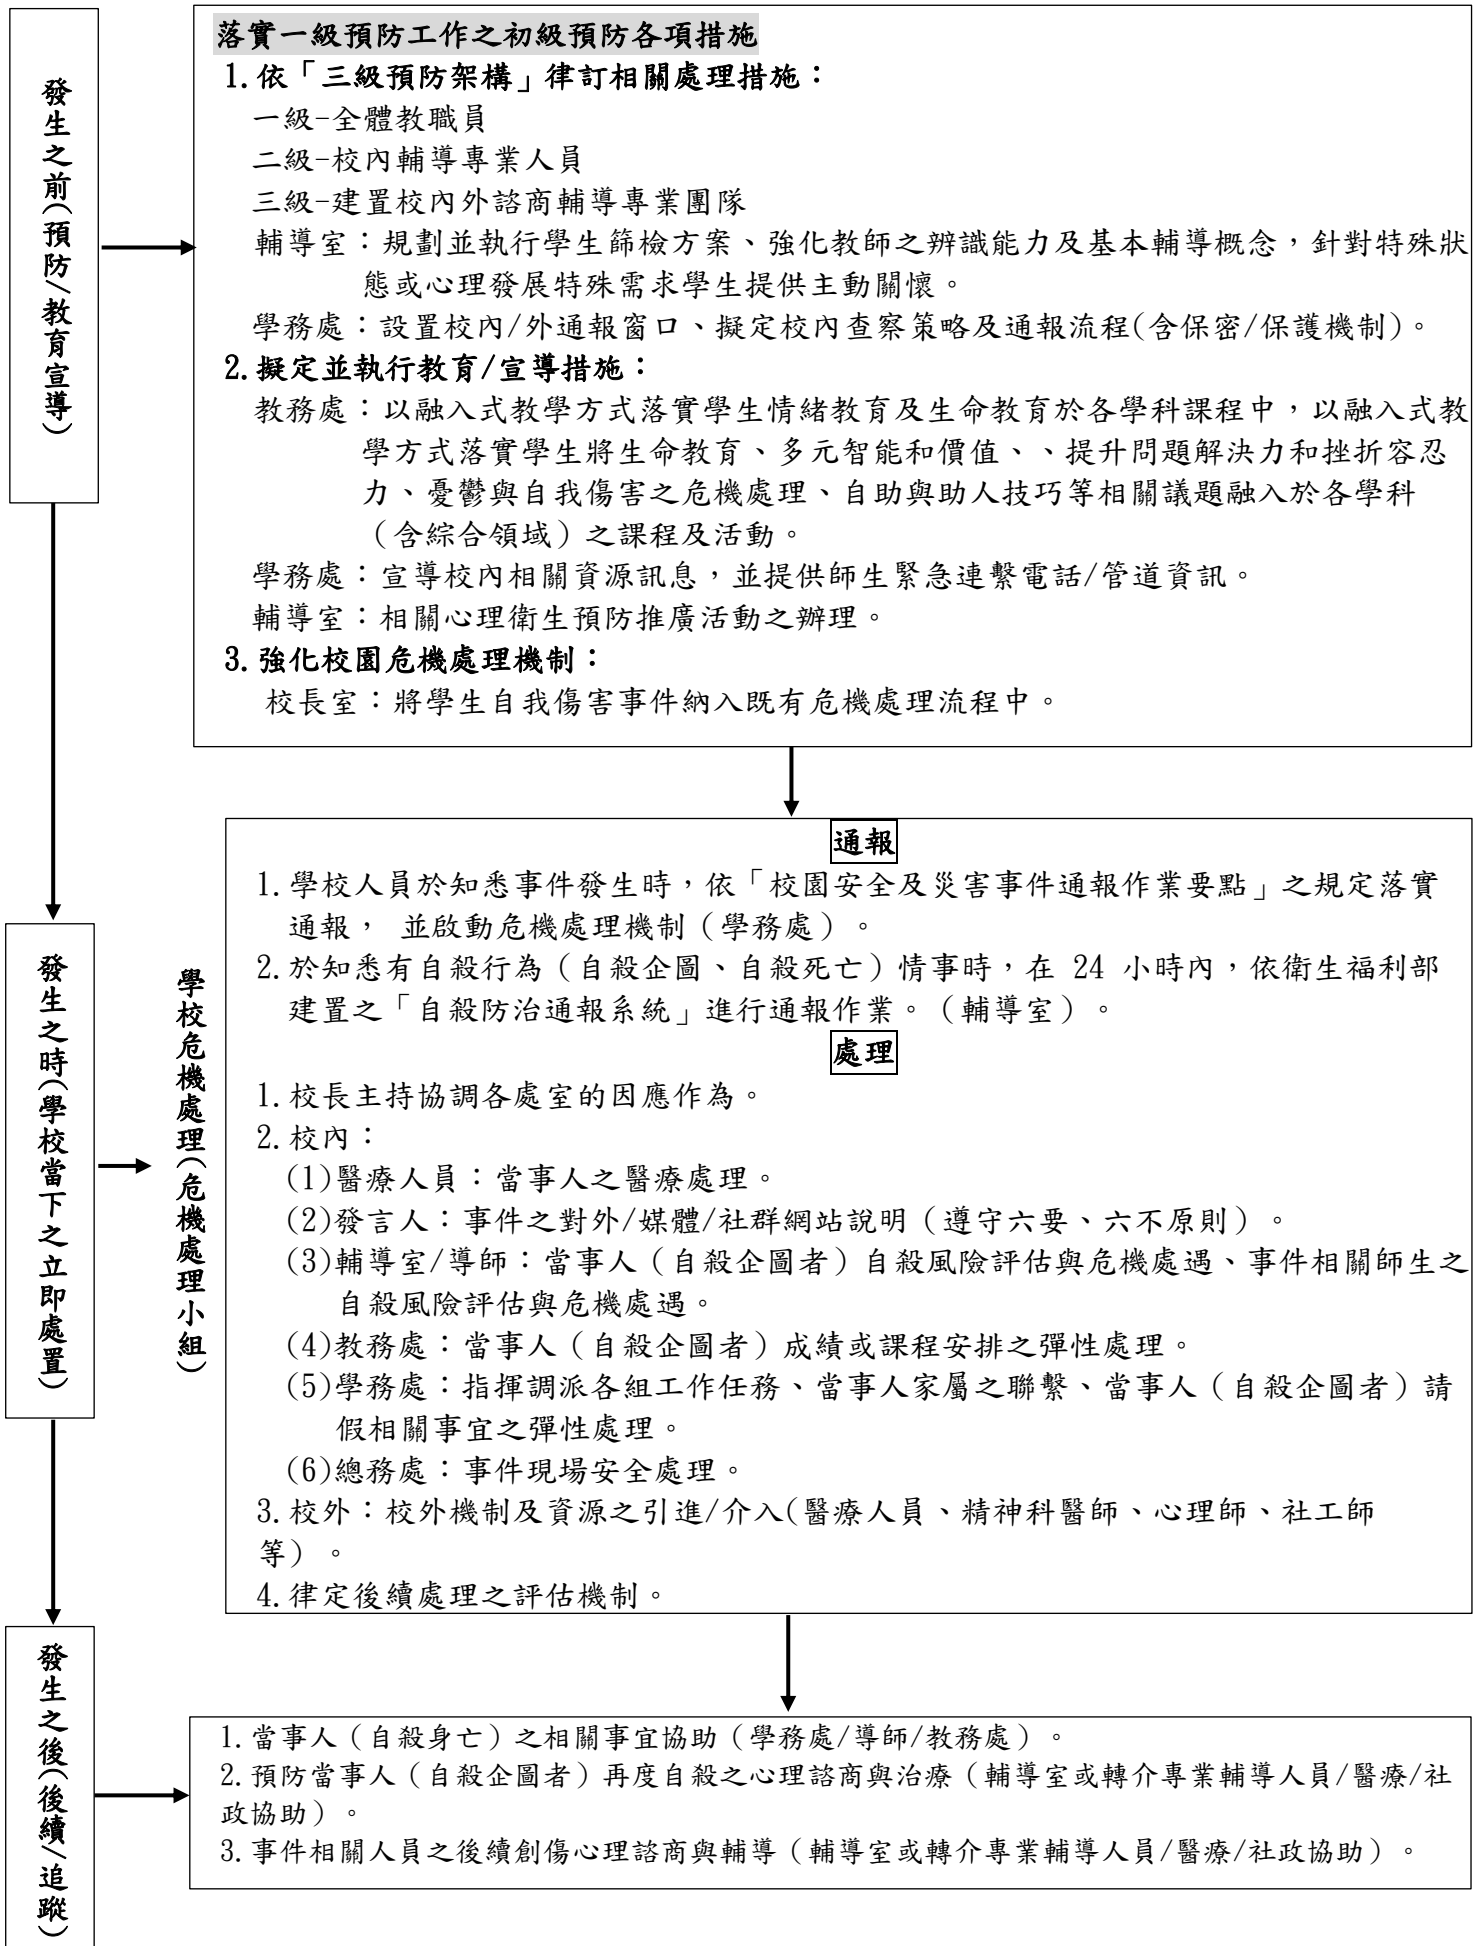 發生之前(預防/教育宣導)
落實一級預防工作之初級預防各項措施
1.依「三級預防架構」律訂相關處理措施：
一級-全體教職員
二級-校內輔導專業人員
三級-建置校內外諮商輔導專業團隊
輔導室：規劃並執行學生篩檢方案、強化教師之辨識能力及基本輔導概念，針對特殊狀
態或心理發展特殊需求學生提供主動關懷。
學務處：設置校內/外通報窗口、擬定校內查察策略及通報流程(含保密/保護機制)。
2.擬定並執行教育/宣導措施：
教務處：以融入式教學方式落實學生情緒教育及生命教育於各學科課程中，以融入式教
學方式落實學生將生命教育、多元智能和價值、、提升問題解決力和挫折容忍
力、憂鬱與自我傷害之危機處理、自助與助人技巧等相關議題融入於各學科
（含綜合領域）之課程及活動。
學務處：宣導校內相關資源訊息，並提供師生緊急連繫電話/管道資訊。
輔導室：相關心理衛生預防推廣活動之辦理。
3.強化校園危機處理機制：
校長室：將學生自我傷害事件納入既有危機處理流程中。
發生之時(學校當下之立即處置)
學校危機處理(危機處理小組)
通報
1.學校人員於知悉事件發生時，依「校園安全及災害事件通報作業要點」之規定落實
通報， 並啟動危機處理機制（學務處）。
2.於知悉有自殺行為（自殺企圖、自殺死亡）情事時，在 24 小時內，依衛生福利部
建置之「自殺防治通報系統」進行通報作業。（輔導室）。
處理
1.校長主持協調各處室的因應作為。
2.校內：
(1)醫療人員：當事人之醫療處理。
(2)發言人：事件之對外/媒體/社群網站說明（遵守六要、六不原則）。
(3)輔導室/導師：當事人（自殺企圖者）自殺風險評估與危機處遇、事件相關師生之
自殺風險評估與危機處遇。
(4)教務處：當事人（自殺企圖者）成績或課程安排之彈性處理。
(5)學務處：指揮調派各組工作任務、當事人家屬之聯繫、當事人（自殺企圖者）請
假相關事宜之彈性處理。
(6)總務處：事件現場安全處理。
3.校外：校外機制及資源之引進/介入(醫療人員、精神科醫師、心理師、社工師
等）。
4.律定後續處理之評估機制。
發生之後(後續/追蹤)
1.當事人（自殺身亡）之相關事宜協助（學務處/導師/教務處）。
2.預防當事人（自殺企圖者）再度自殺之心理諮商與治療（輔導室或轉介專業輔導人員/醫療/社
政協助）。
3.事件相關人員之後續創傷心理諮商與輔導（輔導室或轉介專業輔導人員/醫療/社政協助）。